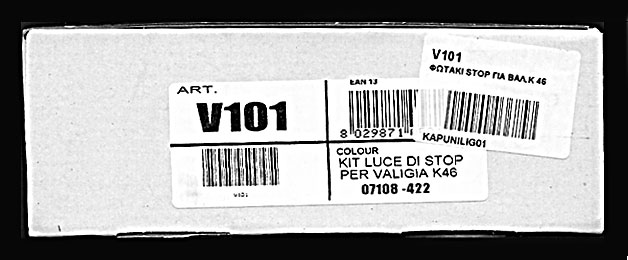 V101
ΦΩΤΑΚΙ STOP ΓΙΑ ΒΑΛ.Κ 46
KAPUNILIG01
ART.
V101
EAN 13
8 029871
COLOUR
KIT LUCE DI STOP
PER VALIGIA K46
07108 -422
V101